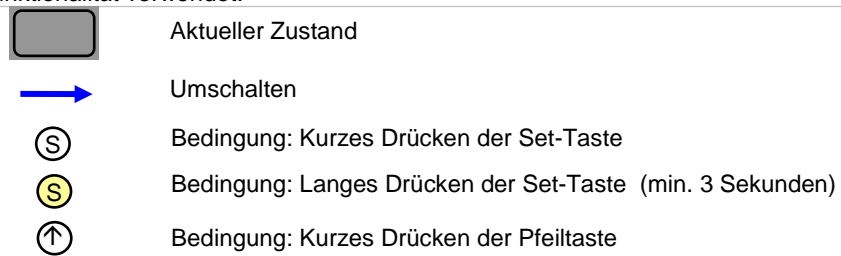 Aktueller Zustand
Umschalten
S Bedingung: Kurzes Drücken der Set-Taste
S Bedingung: Langes Drücken der Set-Taste (min. 3 Sekunden)
Bedingung: Kurzes Drücken der Pfeiltaste